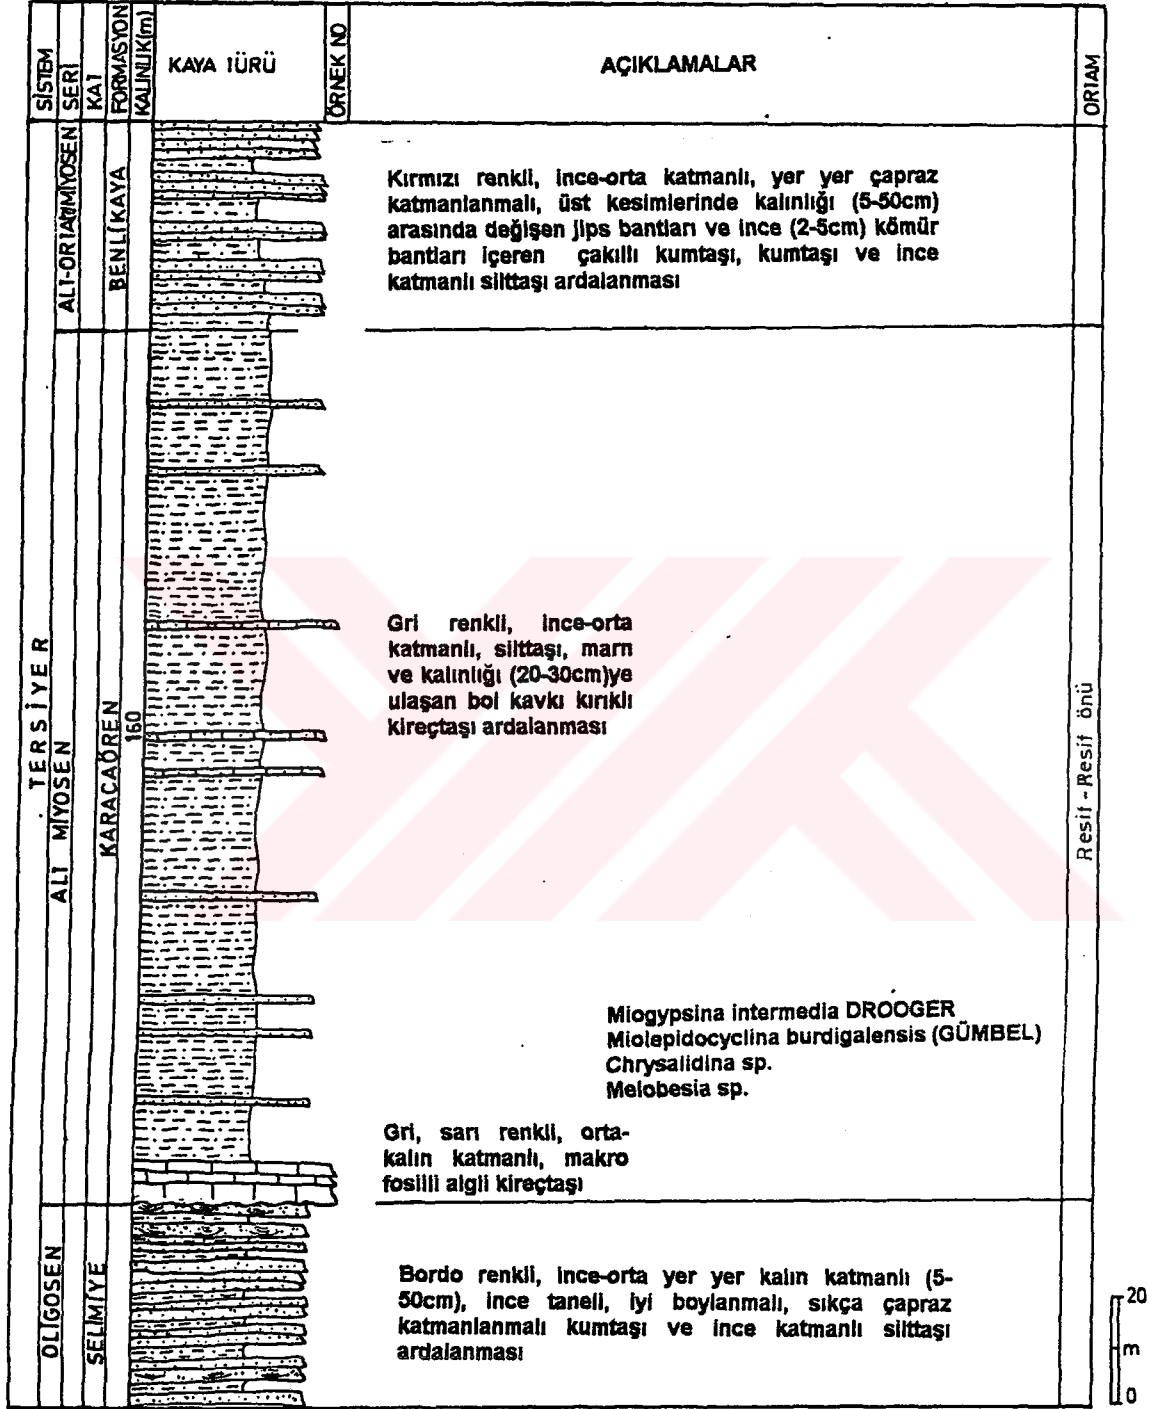 SİSTEM
SERİ
KAT
FORMASYON
KALINLIK(m)
KAYA TÜRÜ
ÖRNEK NO
AÇIKLAMALAR
ORTAM
TERSİYER
ALT-ORTA MİYOSEN
BENLİKAYA
Kırmızı renkli, ince-orta katmanlı, yer yer çapraz
katmanlanmalı, üst kesimlerinde kalınlığı (5-50cm)
arasında değişen jips bantları ve ince (2-5cm) kömür
bantları içeren çakıllı kumtaşı, kumtaşı ve ince
katmanlı silttaşı ardalanması
ALT MİYOSEN
KARACAÖREN
160
Gri renkli, ince-orta
katmanlı, silttaşı, marn
ve kalınlığı (20-30cm)ye
ulaşan bol kavkı kırıklı
kireçtaşı ardalanması
Resif - Resif önü
Miogypsina intermedia DROOGER
Miolepidocyclina burdigalensis (GÜMBEL)
Chrysalidina sp.
Melobesia sp.
Gri, sarı renkli, orta-
kalın katmanlı, makro
fosilli algli kireçtaşı
OLİGOSEN
SELİMİYE
Bordo renkli, ince-orta yer yer kalın katmanlı (5-
50cm), ince taneli, iyi boylanmalı, sıkça çapraz
katmanlanmalı kumtaşı ve ince katmanlı silttaşı
ardalanması
20
m
0